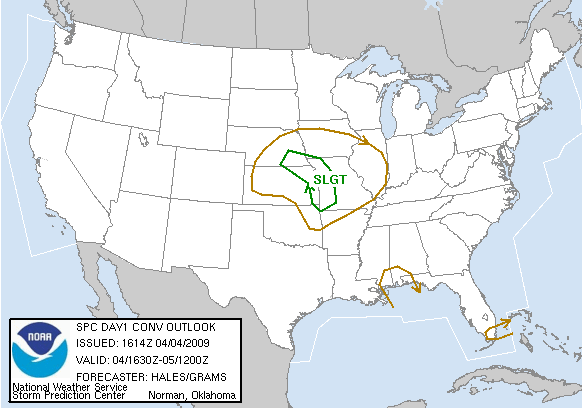 SLGT
SPC DAY1 CONV OUTLOOK
ISSUED: 1614Z 04/04/2009
VALID: 04/1630Z-05/1200Z
FORECASTER: HALES/GRAMS
National Weather Service
Storm Prediction Center Norman, Oklahoma
NOAA